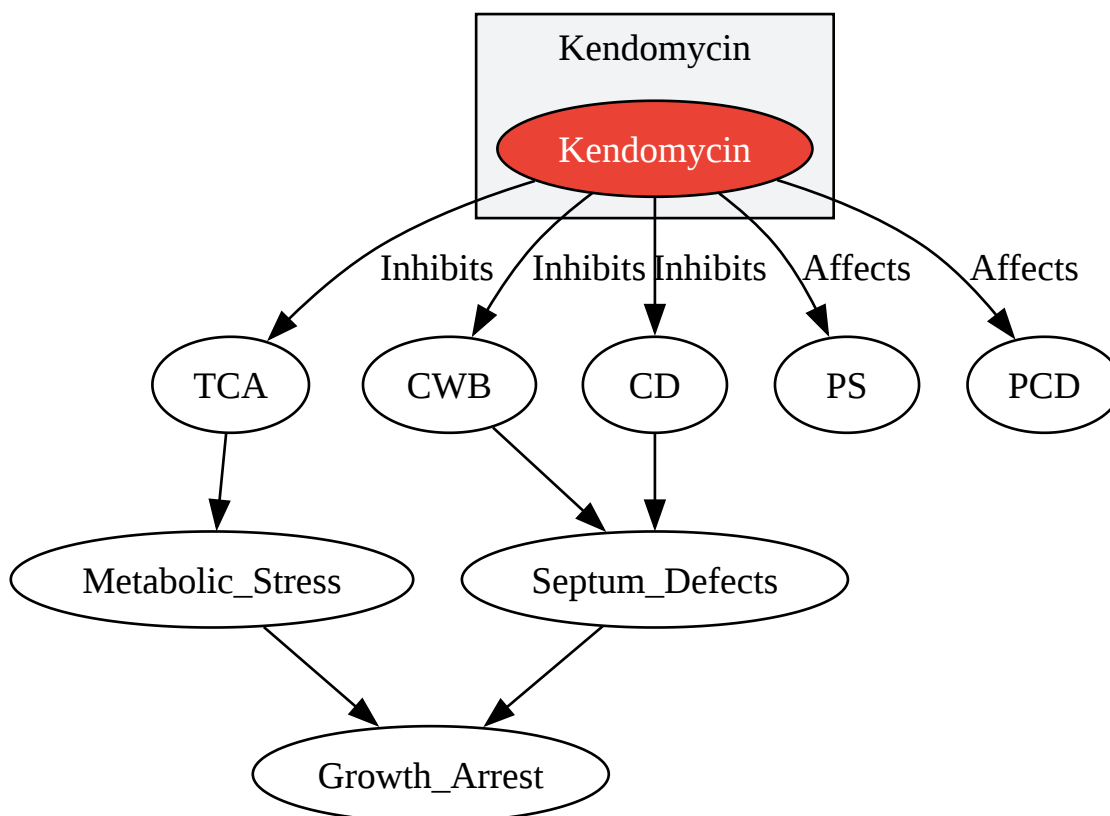 Kendomycin
Kendomycin
Inhibits Inhibits Inhibits Affects Affects
TCA CWB CD PS PCD
Metabolic_Stress Septum_Defects
Growth_Arrest